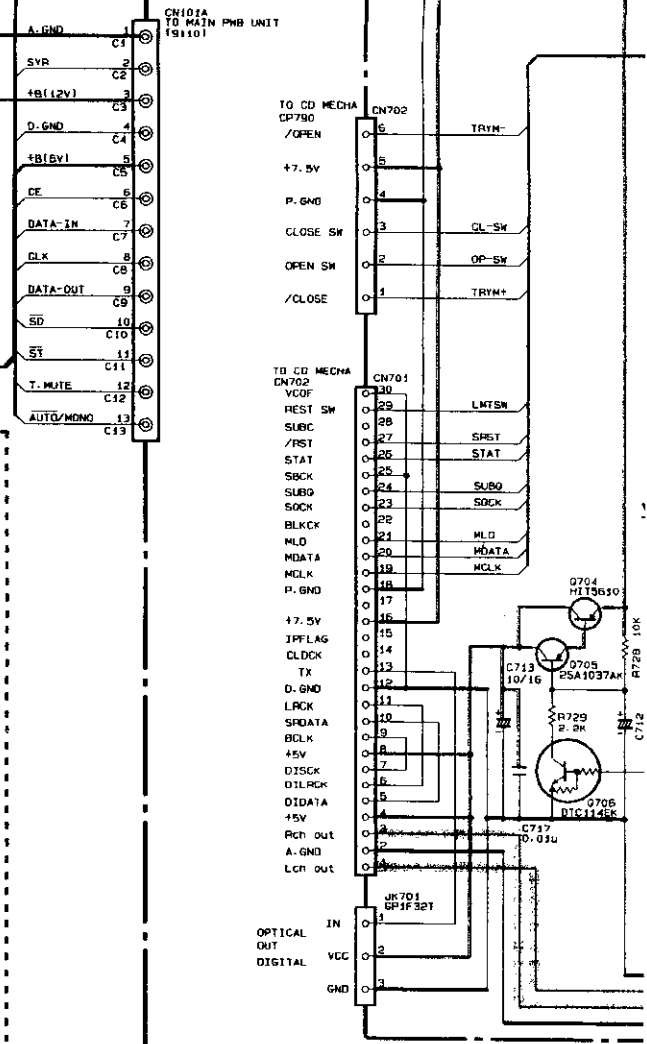 CN101A
TO MAIN PWB UNIT
[9110]
A.GND 1 C1
SYR 2 C2
+B(12V) 3 C3
D.GND 4 C4
+B(5V) 5 C5
CE 6 C6
DATA-IN 7 C7
CLK 8 C8
DATA-OUT 9 C9
SD 10 C10
ST 11 C11
T.MUTE 12 C12
AUTO/MONO 13 C13
TO CD MECHA CN702
CP790
/OPEN 6 TRYM-
+7.5V 5
P.GND 4
CLOSE SW 3 CL-SW
OPEN SW 2 OP-SW
/CLOSE 1 TRYM+
TO CD MECHA
CN702 CN701
VCOF 30
REST SW 29 LMTSW
SUBC 28
/RST 27 SRST
STAT 26 STAT
SBCK 25
SUBQ 24 SUBQ
SQCK 23 SQCK
BLKCK 22
MLD 21 MLD
MDATA 20 MDATA
MCLK 19 MCLK
P.GND 18
17
+7.5V 16
IPFLAG 15
CLDCK 14
TX 13
D.GND 12
LRCK 11
SRDATA 10
BCLK 9
+5V 8
DISCK 7
DILRCK 6
DIDATA 5
+5V 4
Rch out 3
A.GND 2
Lch out 1
Q704
HIT5610
Q705
2SA1037AK
R728 10K
C713
10/16
R729
2.2K
C712
Q706
DTC114EK
C717
0.01u
JK701
GP1F32T
OPTICAL
OUT
DIGITAL
IN 1
VCC 2
GND 3